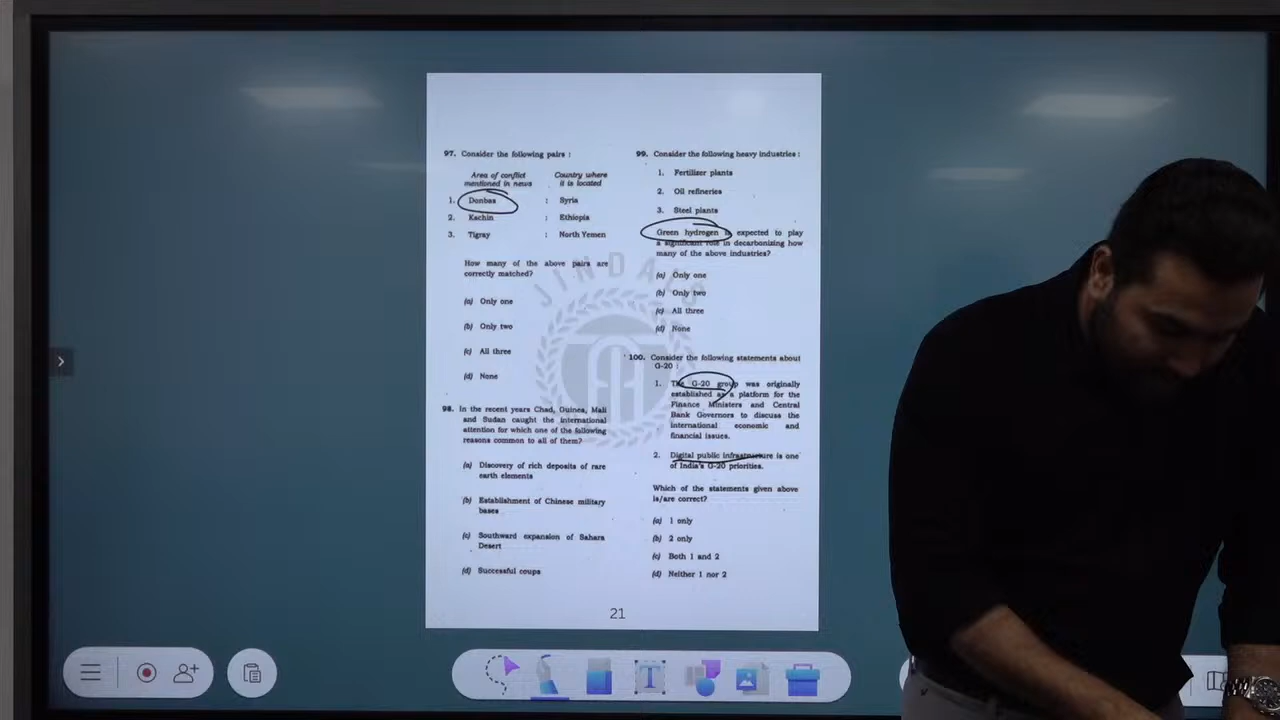 97. Consider the following pairs :
Area of conflict mentioned in news
Country where it is located
1. Donbas : Syria
2. Kachin : Ethiopia
3. Tigray : North Yemen
How many of the above pairs are
correctly matched?
(a) Only one
(b) Only two
(c) All three
(d) None
98. In the recent years Chad, Guinea, Mali
and Sudan caught the international
attention for which one of the following
reasons common to all of them?
(a) Discovery of rich deposits of rare
earth elements
(b) Establishment of Chinese military
bases
(c) Southward expansion of Sahara
Desert
(d) Successful coups
99. Consider the following heavy industries :
1. Fertilizer plants
2. Oil refineries
3. Steel plants
Green hydrogen is expected to play
a significant role in decarbonizing how
many of the above industries?
(a) Only one
(b) Only two
(c) All three
(d) None
100. Consider the following statements about
G-20 :
1. The G-20 group was originally
established as a platform for the
Finance Ministers and Central
Bank Governors to discuss the
international economic and
financial issues.
2. Digital public infrastructure is one
of India's G-20 priorities.
Which of the statements given above
is/are correct?
(a) 1 only
(b) 2 only
(c) Both 1 and 2
(d) Neither 1 nor 2
21